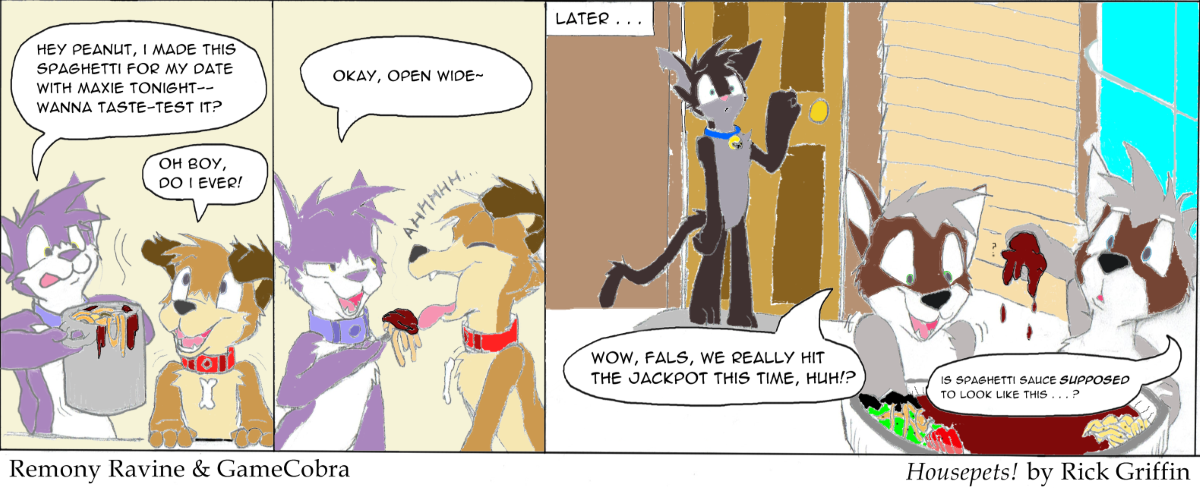 HEY PEANUT, I MADE THIS
SPAGHETTI FOR MY DATE
WITH MAXIE TONIGHT--
WANNA TASTE-TEST IT?
OH BOY,
DO I EVER!
OKAY, OPEN WIDE~
AHHMHH...
LATER . . .
?
WOW, FALS, WE REALLY HIT
THE JACKPOT THIS TIME, HUH!?
IS SPAGHETTI SAUCE SUPPOSED
TO LOOK LIKE THIS . . . ?
Remony Ravine & GameCobra
Housepets! by Rick Griffin